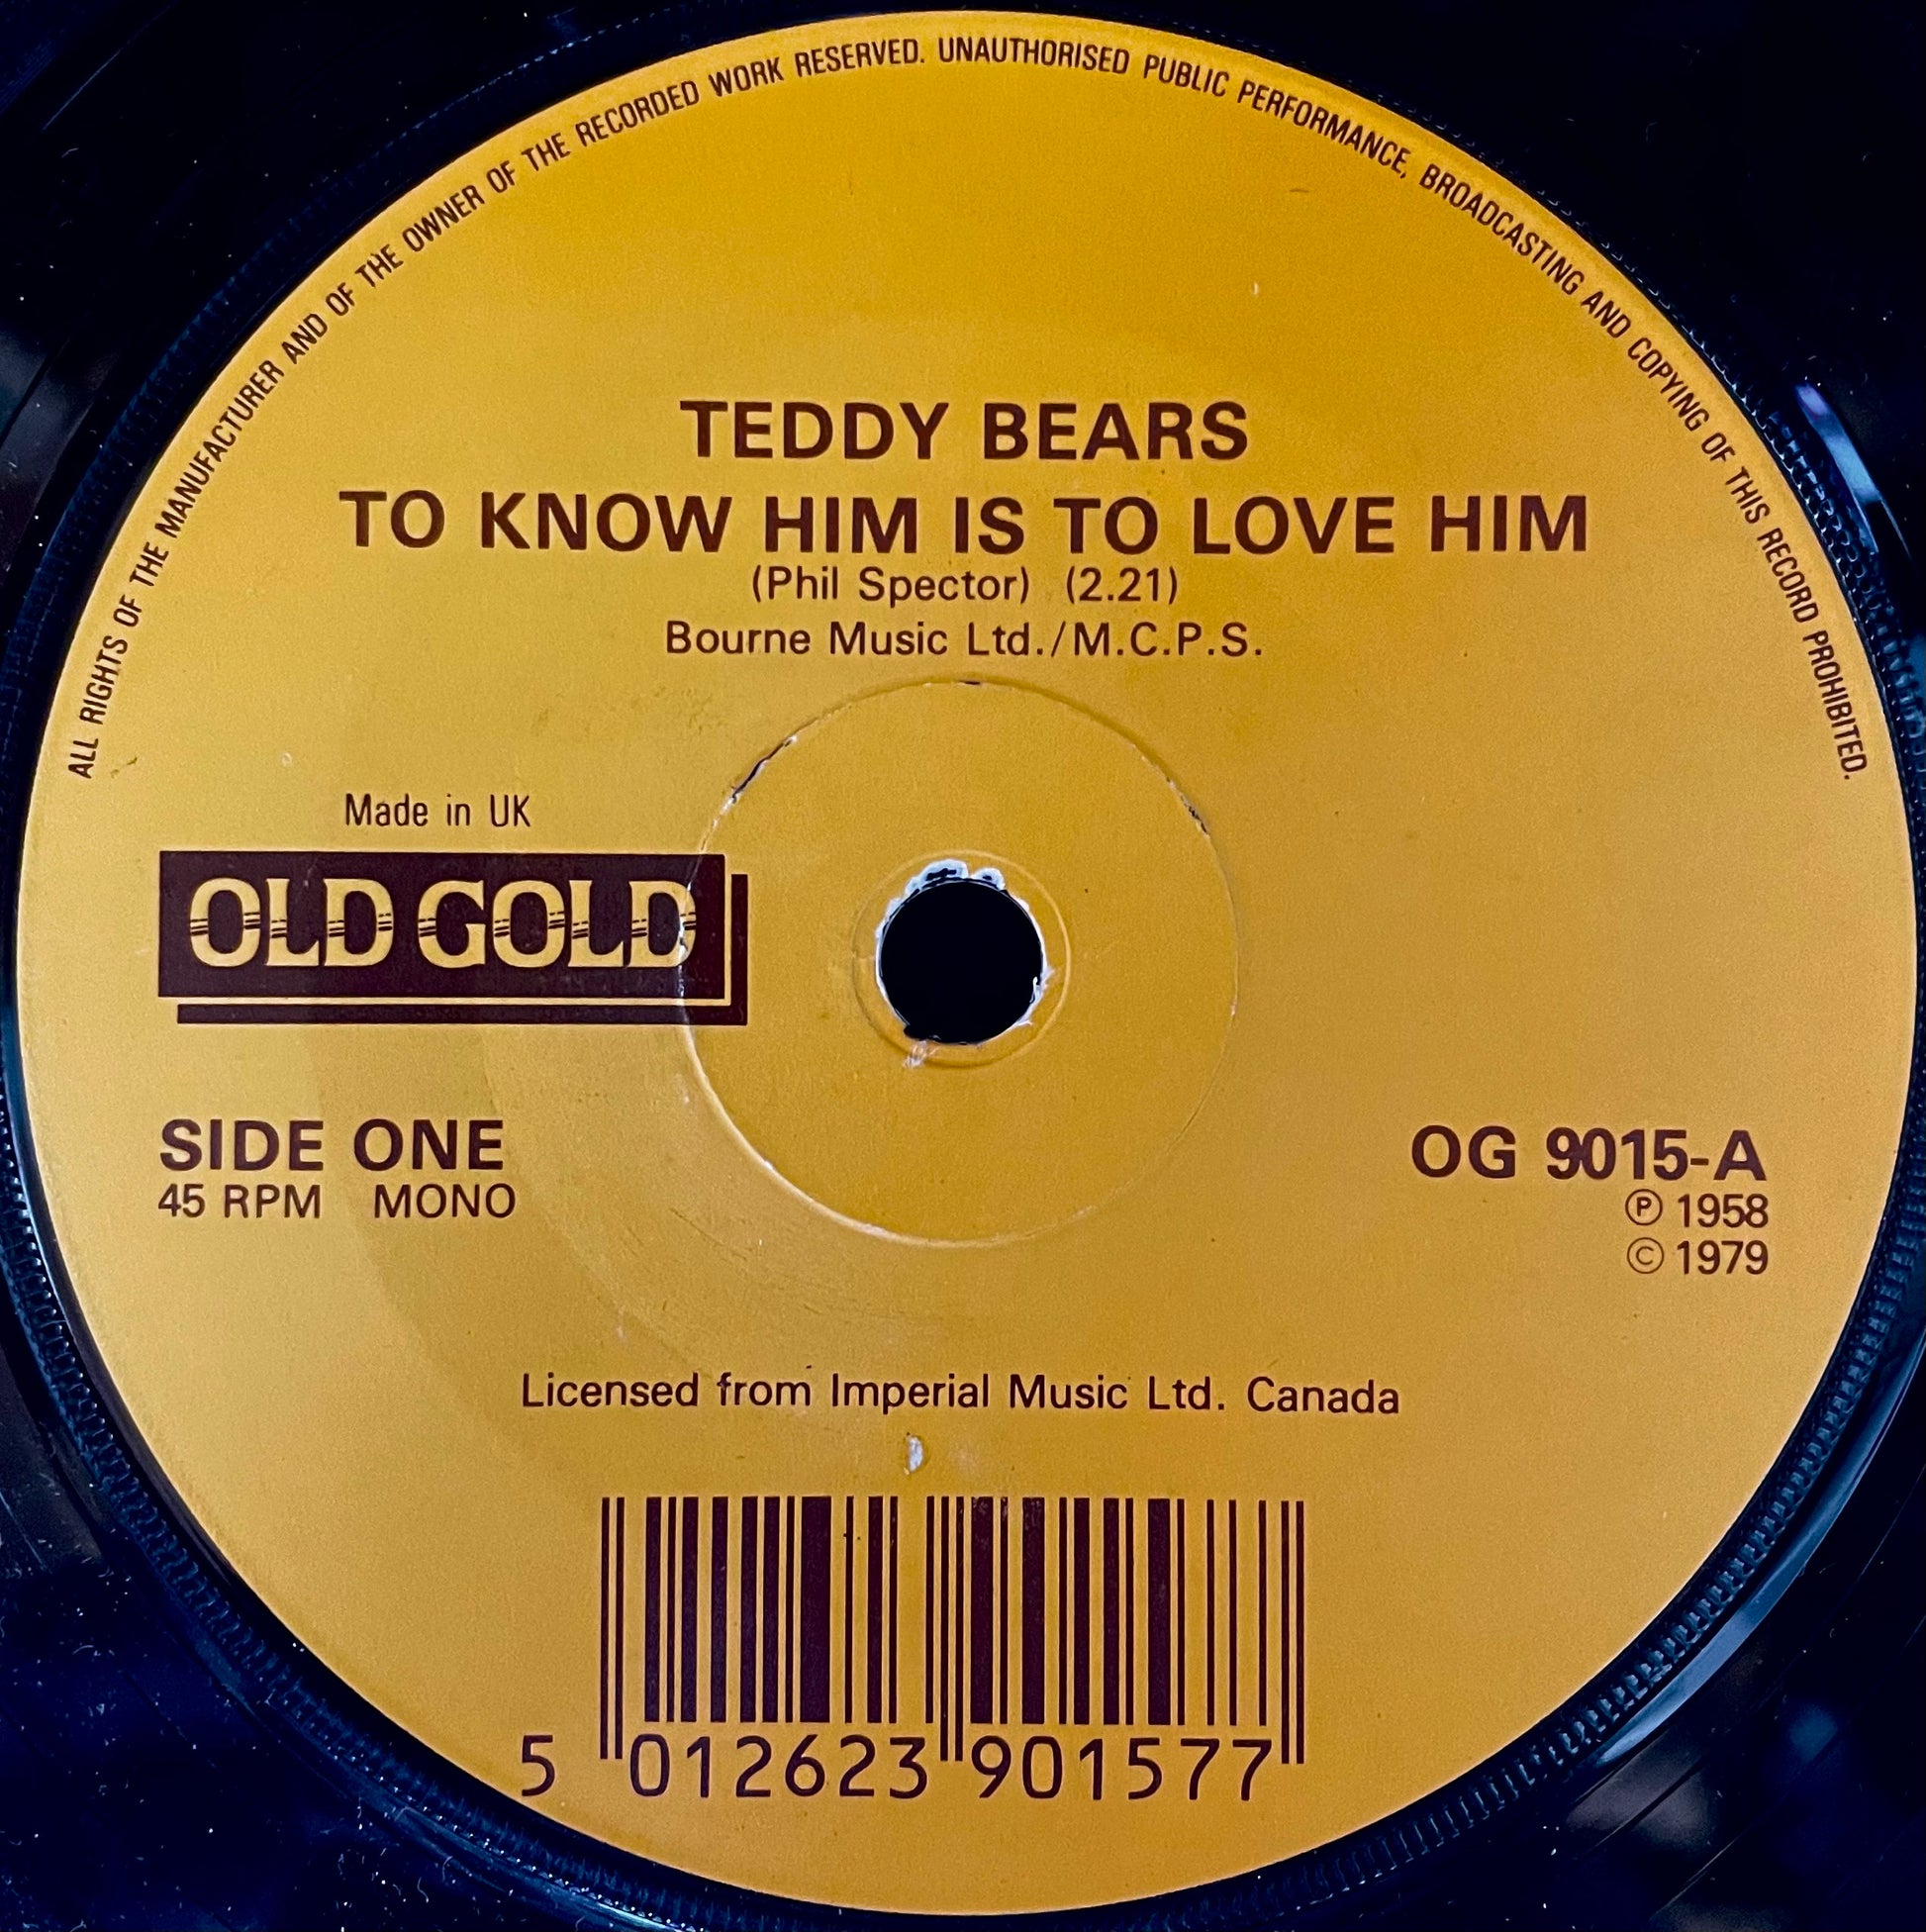 ALL RIGHTS OF THE MANUFACTURER AND OF THE OWNER OF THE RECORDED WORK RESERVED. UNAUTHORISED PUBLIC PERFORMANCE, BROADCASTING AND COPYING OF THIS RECORD PROHIBITED.
TEDDY BEARS
TO KNOW HIM IS TO LOVE HIM
(Phil Spector) (2.21)
Bourne Music Ltd./M.C.P.S.
Made in UK
OLD GOLD
SIDE ONE
45 RPM MONO
OG 9015-A
℗ 1958
© 1979
Licensed from Imperial Music Ltd. Canada
5 012623 901577